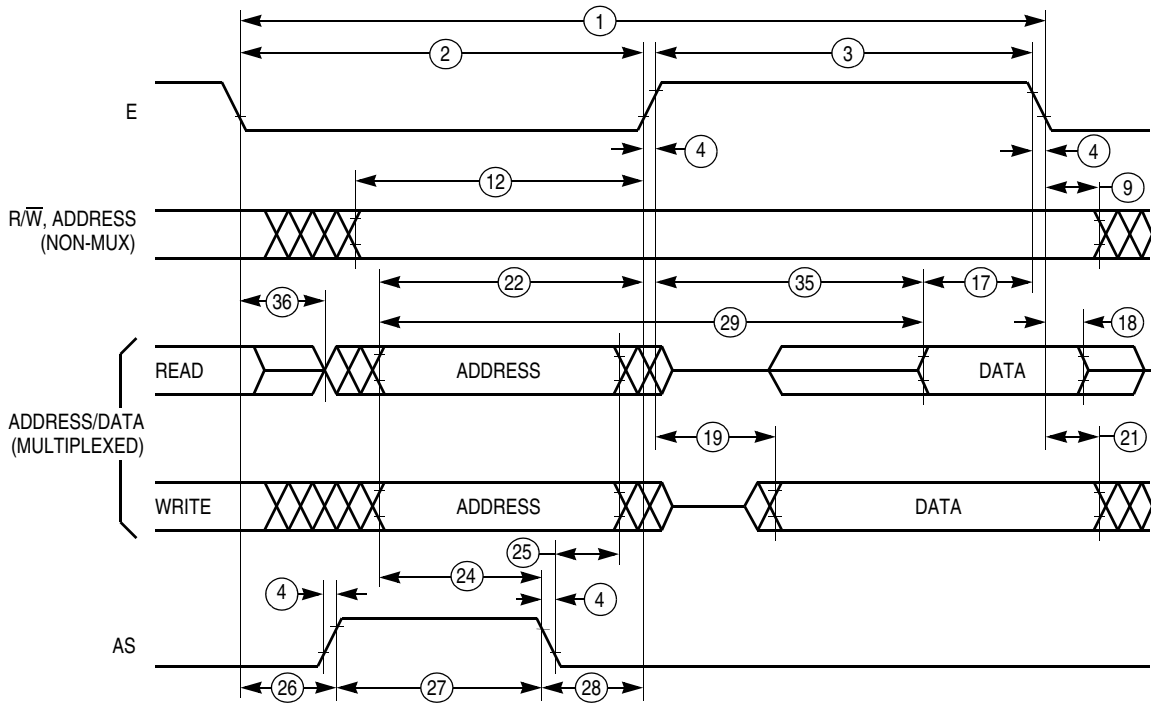 1
2
3
E
4
4
12
9
R/W̅, ADDRESS
(NON-MUX)
22
35
17
36
29
18
READ
ADDRESS
DATA
ADDRESS/DATA
(MULTIPLEXED)
19
21
WRITE
ADDRESS
DATA
25
24
4
4
AS
26
27
28